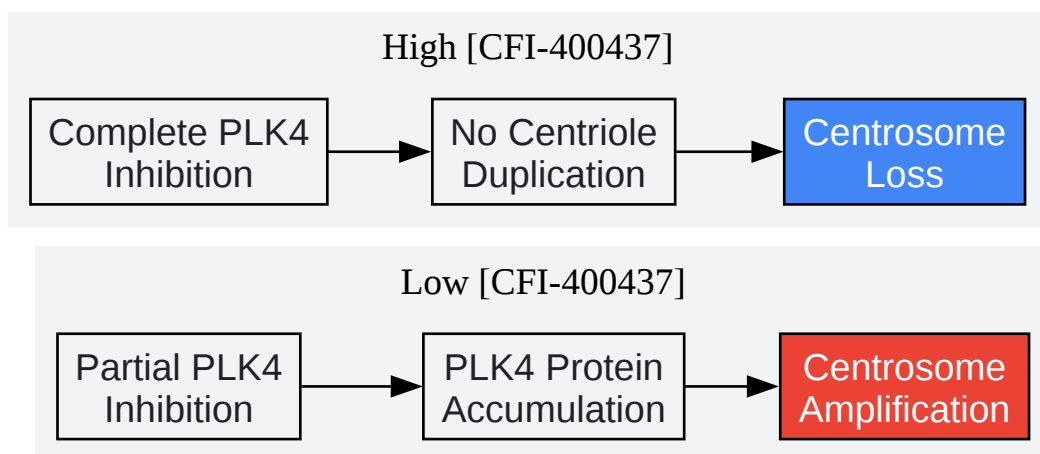 High [CFI-400437]
Complete PLK4
Inhibition
No Centriole
Duplication
Centrosome
Loss
Low [CFI-400437]
Partial PLK4
Inhibition
PLK4 Protein
Accumulation
Centrosome
Amplification